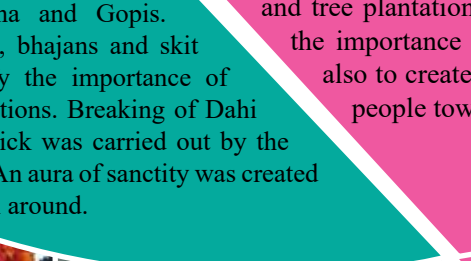 na and Gopis.
, bhajans and skit
y the importance of
tions. Breaking of Dahi
ick was carried out by the
An aura of sanctity was created
around.
and tree plantation
the importance
also to create
people tow